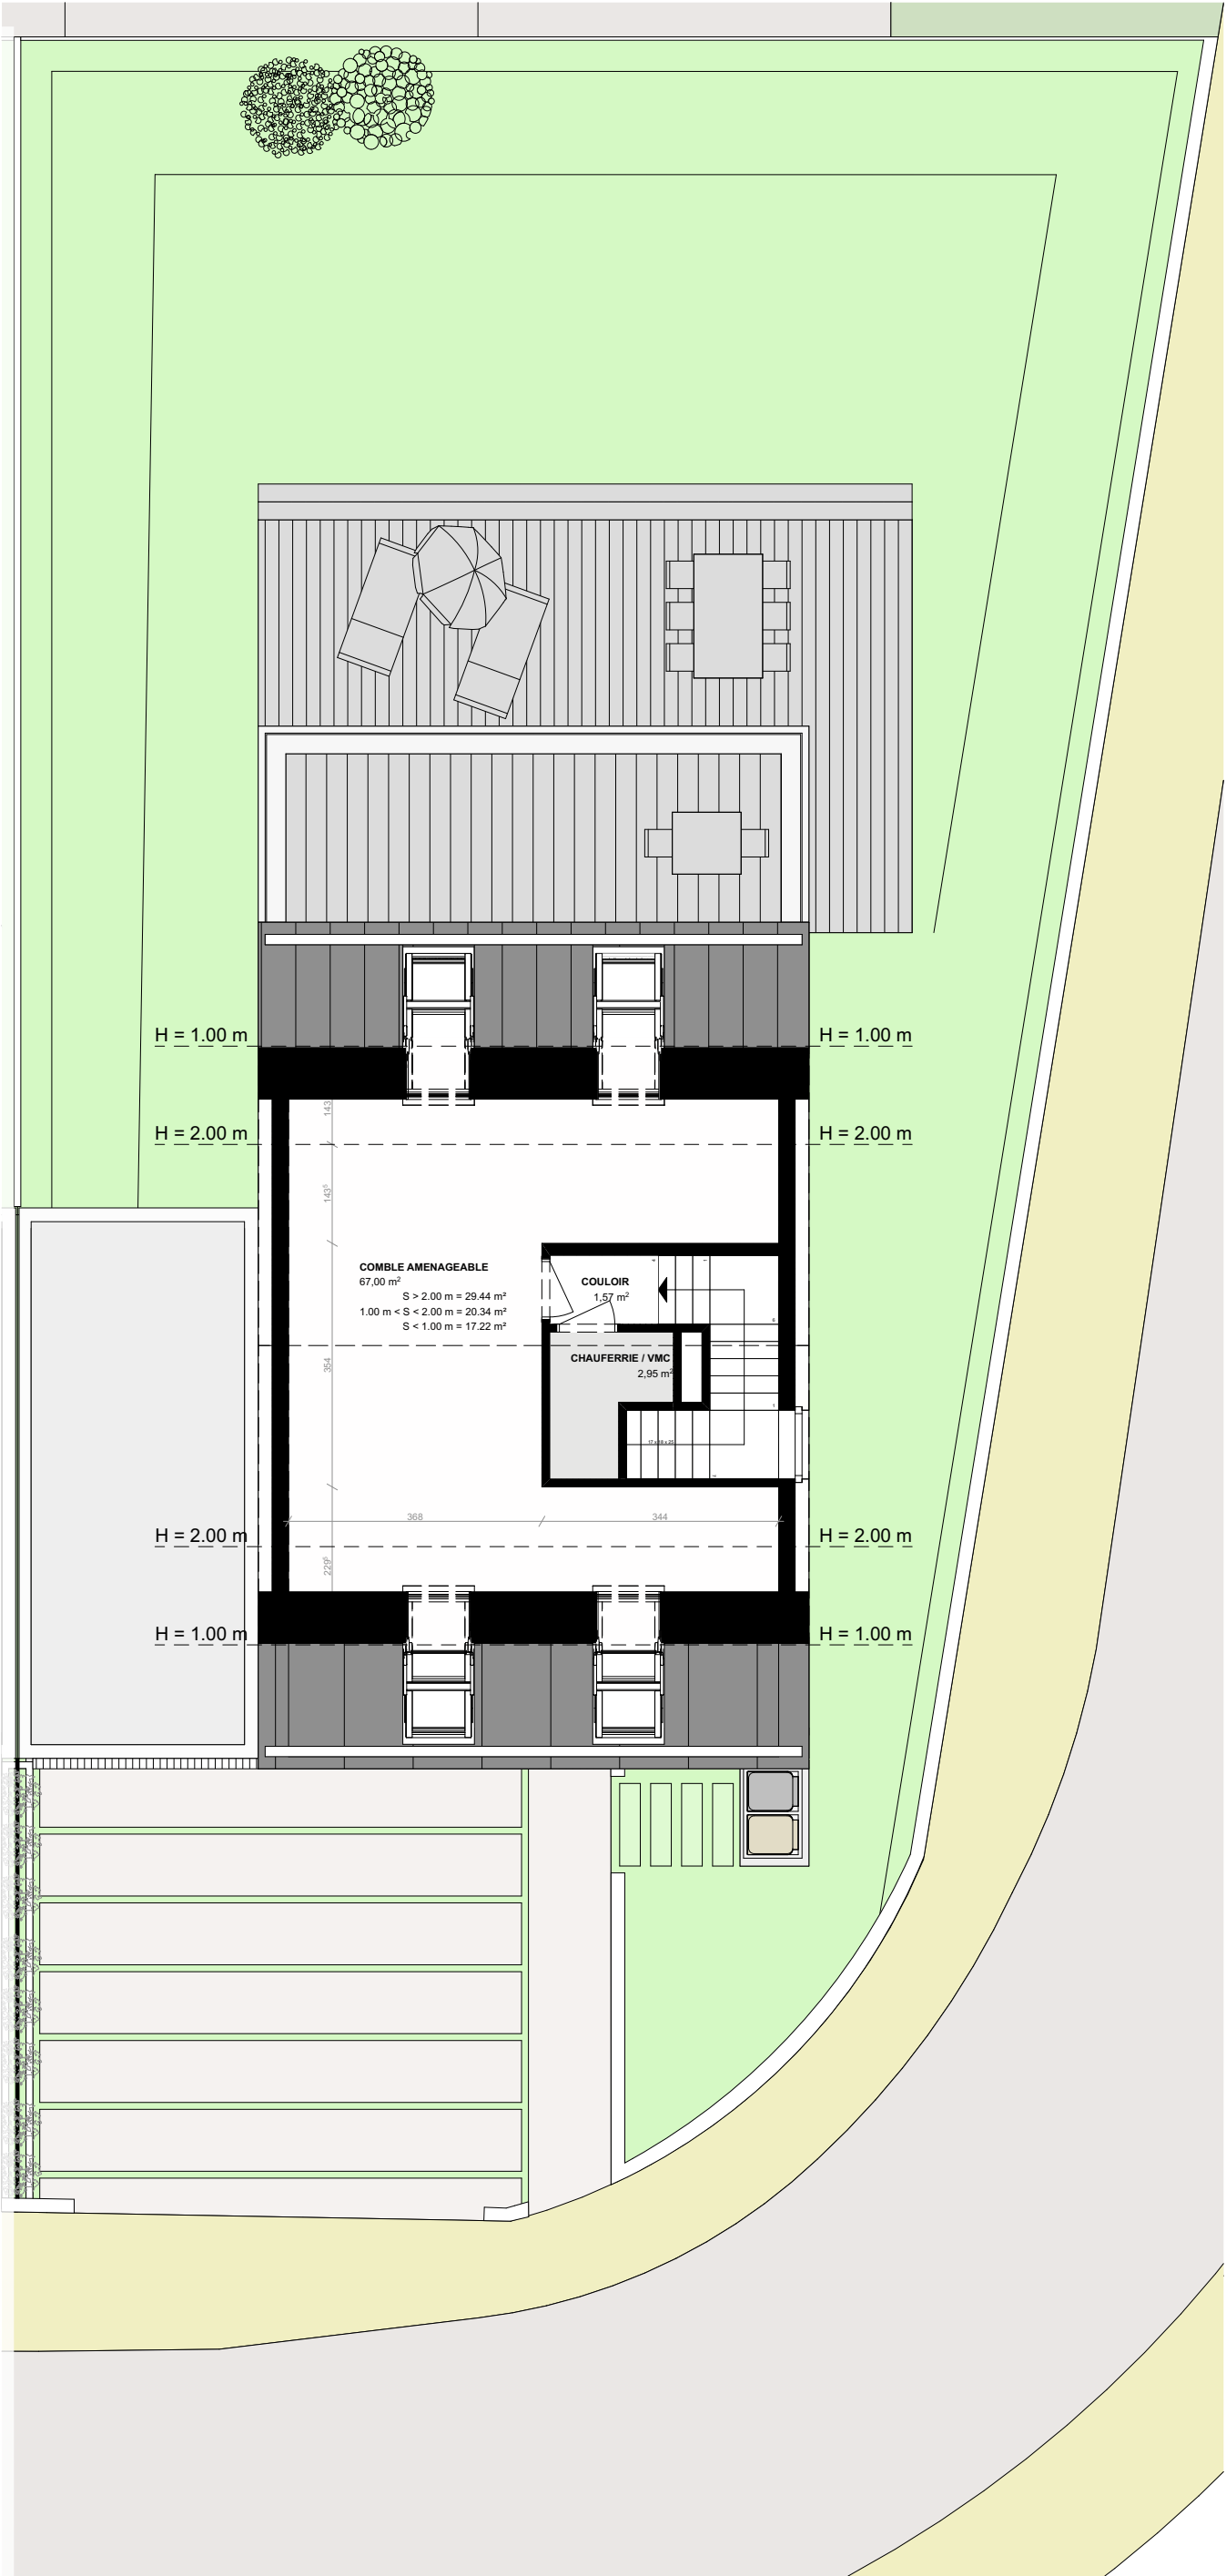 H = 1.00 m
H = 1.00 m
143
H = 2.00 m
H = 2.00 m
143⁵
COMBLE AMENAGEABLE
67,00 m²
S > 2.00 m = 29.44 m²
1.00 m < S < 2.00 m = 20.34 m²
S < 1.00 m = 17.22 m²
COULOIR
1,57 m²
354
CHAUFERRIE / VMC
2,95 m²
368
344
H = 2.00 m
H = 2.00 m
229⁵
H = 1.00 m
H = 1.00 m